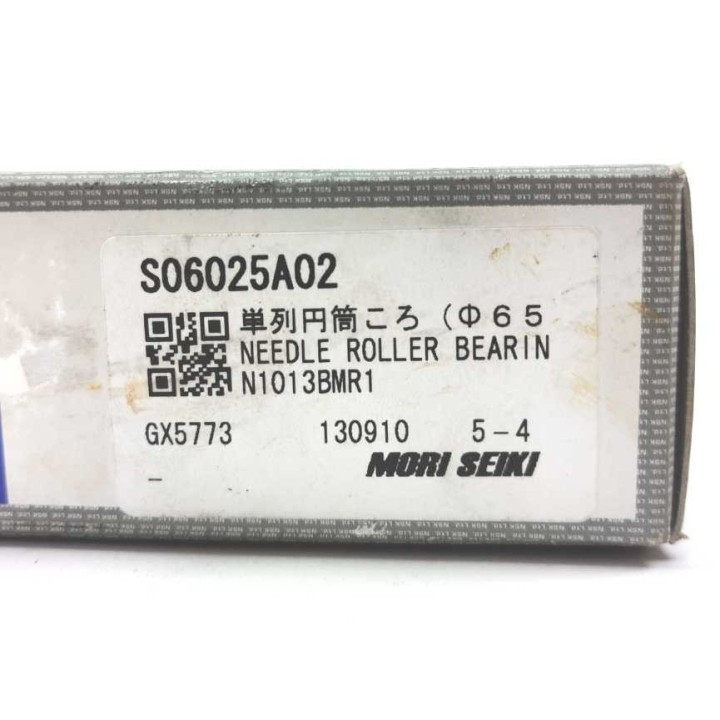 S06025A02
単列円筒ころ (Φ65
NEEDLE ROLLER BEARIN
N1013BMR1
GX5773 130910 5-4
MORI SEIKI
-